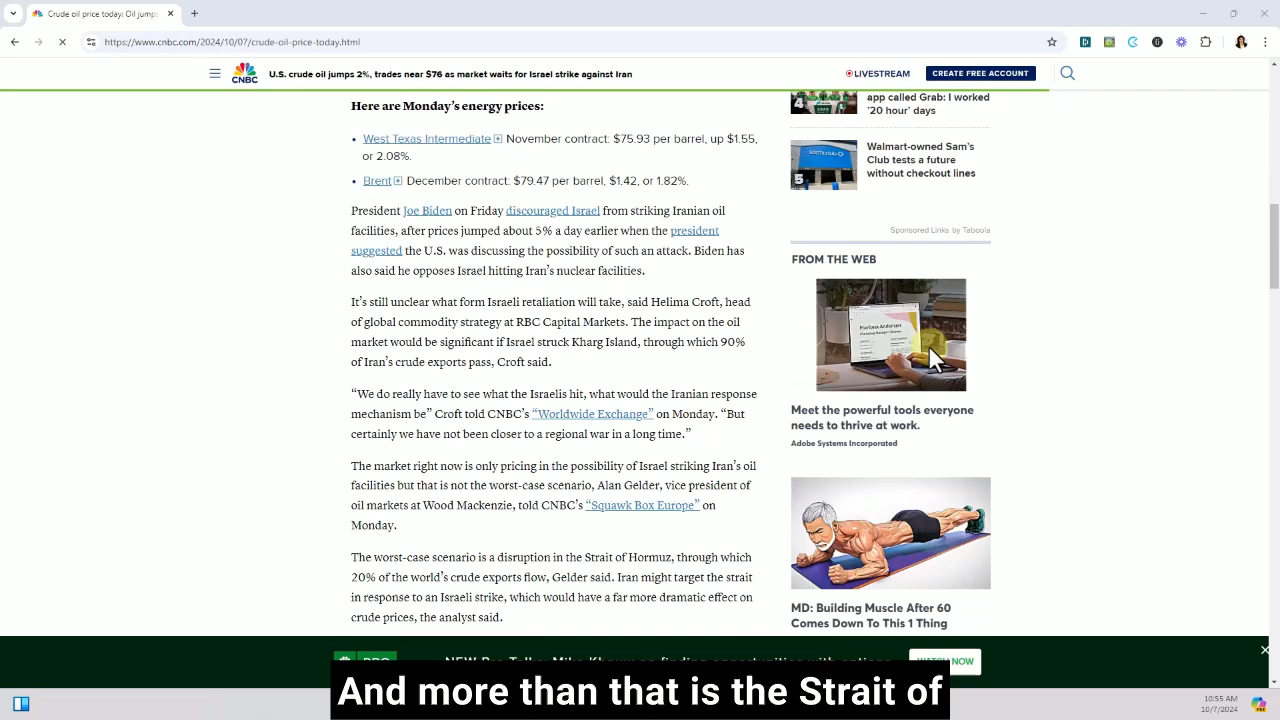 And Oil Jumps on Jumps
https://www.cnbc.com/2024/10/07/crude-oil-price-today.html
CNBC
U.S. crude oil jumps 2%, trades near $76 as market waits for Israel strike against Iran
LIVESTREAM
CREATE FREE ACCOUNT
Here are Monday’s energy prices:
• West Texas Intermediate November contract: $75.93 per barrel, up $1.55,
or 2.08%.
• Brent December contract: $79.47 per barrel, $1.42, or 1.82%.
President Joe Biden on Friday discouraged Israel from striking Iranian oil
facilities, after prices jumped about 5% a day earlier when the president
suggested the U.S. was discussing the possibility of such an attack. Biden has
also said he opposes Israel hitting Iran’s nuclear facilities.
It’s still unclear what form Israeli retaliation will take, said Helima Croft, head
of global commodity strategy at RBC Capital Markets. The impact on the oil
market would be significant if Israel struck Kharg Island, through which 90%
of Iran’s crude exports pass, Croft said.
“We do really have to see what the Israelis hit, what would the Iranian response
mechanism be” Croft told CNBC’s “Worldwide Exchange” on Monday. “But
certainly we have not been closer to a regional war in a long time.”
The market right is only pricing in the possibility of Israel striking Iran’s oil
facilities but that is not the worst-case scenario, Alan Gelder, vice president of
oil markets at Wood Mackenzie, told CNBC’s “Squawk Box Europe” on
Monday.
The worst-case scenario is a disruption in the Strait of Hormuz, through which
20% of the world’s crude exports flow, Gelder said. Iran might target the strait
in response to an Israeli strike, which would have a far more dramatic effect on
crude prices, the analyst said.
4
app called Grab: I worked
’20 hour’ days
sam's club
5
Walmart-owned Sam’s
Club tests a future
without checkout lines
Sponsored Links by Taboola
FROM THE WEB
Mariana Anderson
Meet the powerful tools everyone
needs to thrive at work.
Adobe Systems Incorporated
MD: Building Muscle After 60
Comes Down To This 1 Thing
PRO
WATCH NOW
And more than that is the Strait of
10:55 AM
10/7/2024